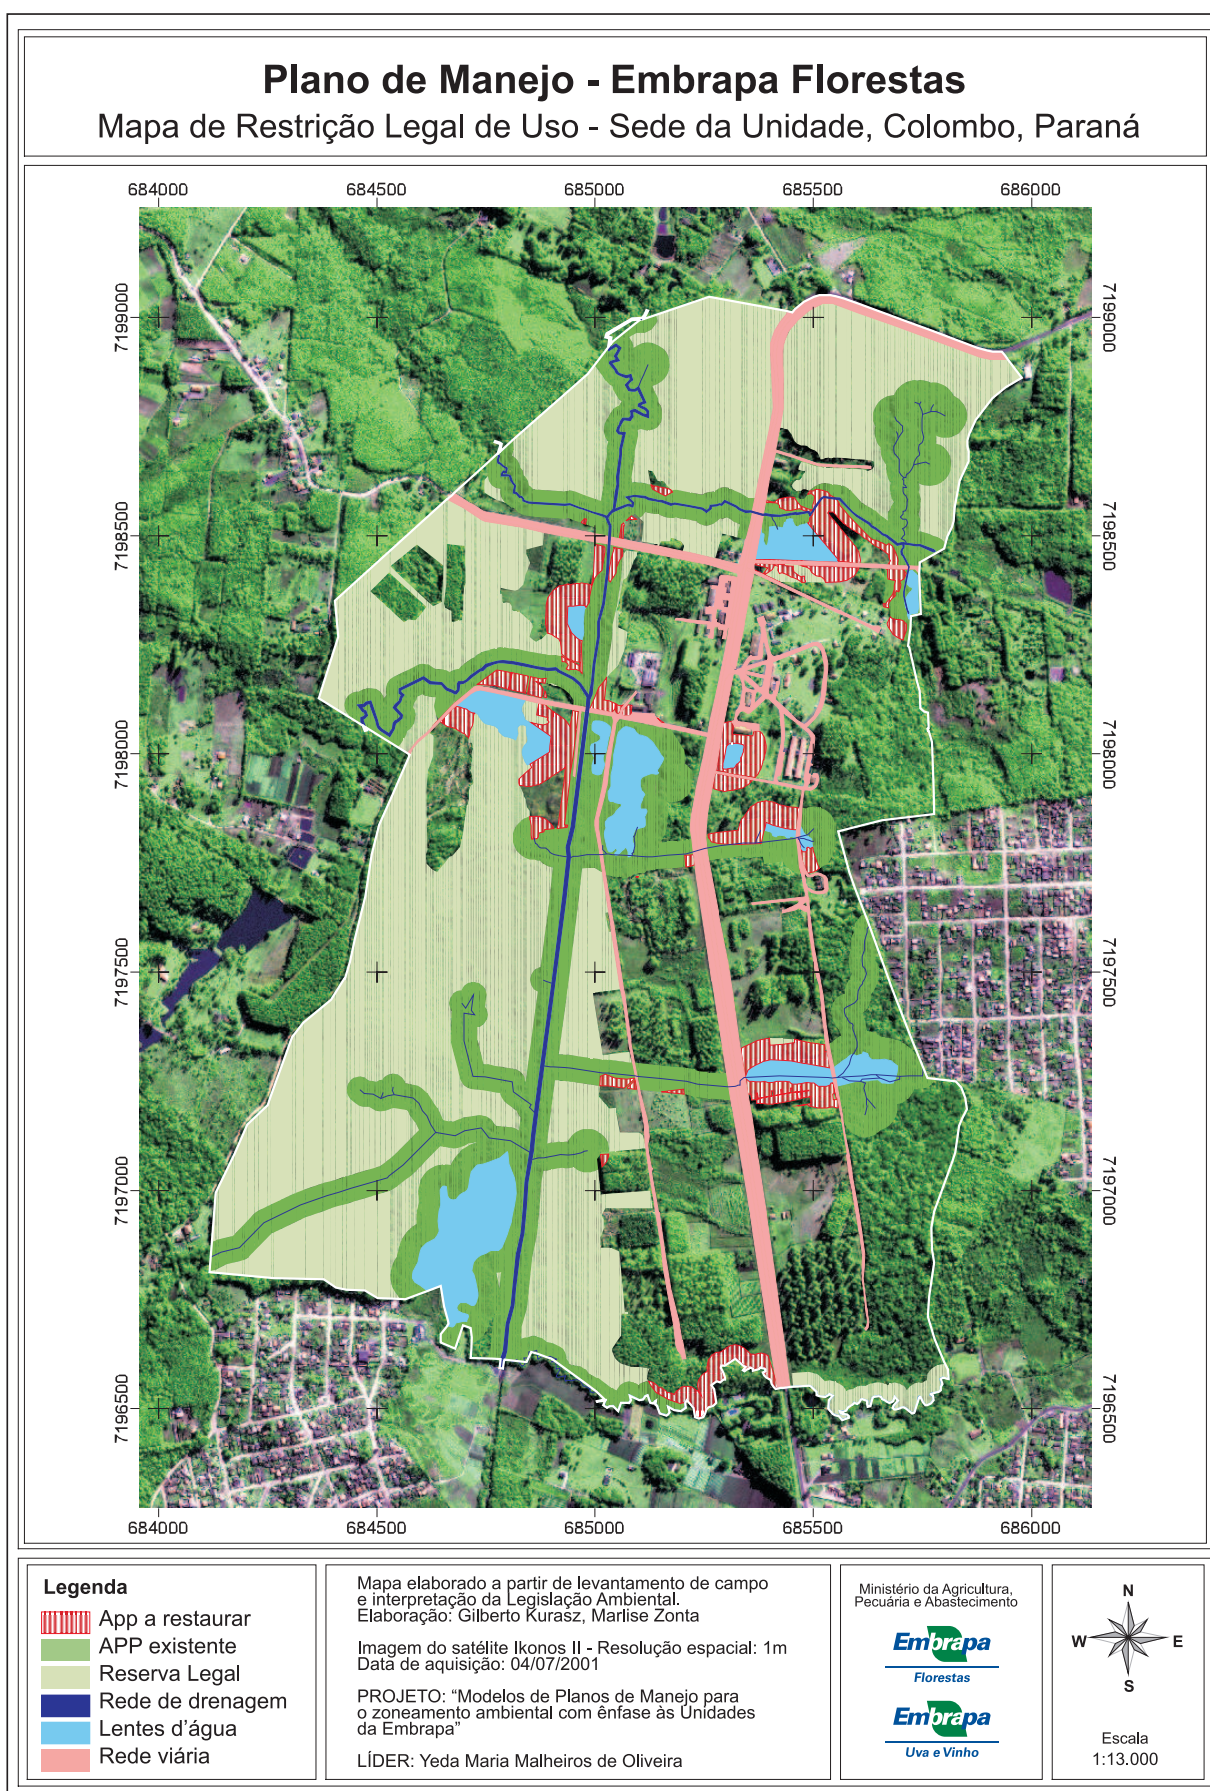 Plano de Manejo - Embrapa Florestas
Mapa de Restrição Legal de Uso - Sede da Unidade, Colombo, Paraná
684000 684500 685000 685500 686000
7199000 7199000
7198500 7198500
7198000 7198000
7197500 7197500
7197000 7197000
7196500 7196500
684000 684500 685000 685500 686000
Legenda
App a restaurar
APP existente
Reserva Legal
Rede de drenagem
Lentes d'água
Rede viária
Mapa elaborado a partir de levantamento de campo
e interpretação da Legislação Ambiental.
Elaboração: Gilberto Kurasz, Marlise Zonta
Imagem do satélite Ikonos II - Resolução espacial: 1m
Data de aquisição: 04/07/2001
PROJETO: “Modelos de Planos de Manejo para
o zoneamento ambiental com ênfase às Unidades
da Embrapa”
LÍDER: Yeda Maria Malheiros de Oliveira
Ministério da Agricultura,
Pecuária e Abastecimento
Embrapa
Florestas
Embrapa
Uva e Vinho
N
W E
S
Escala
1:13.000